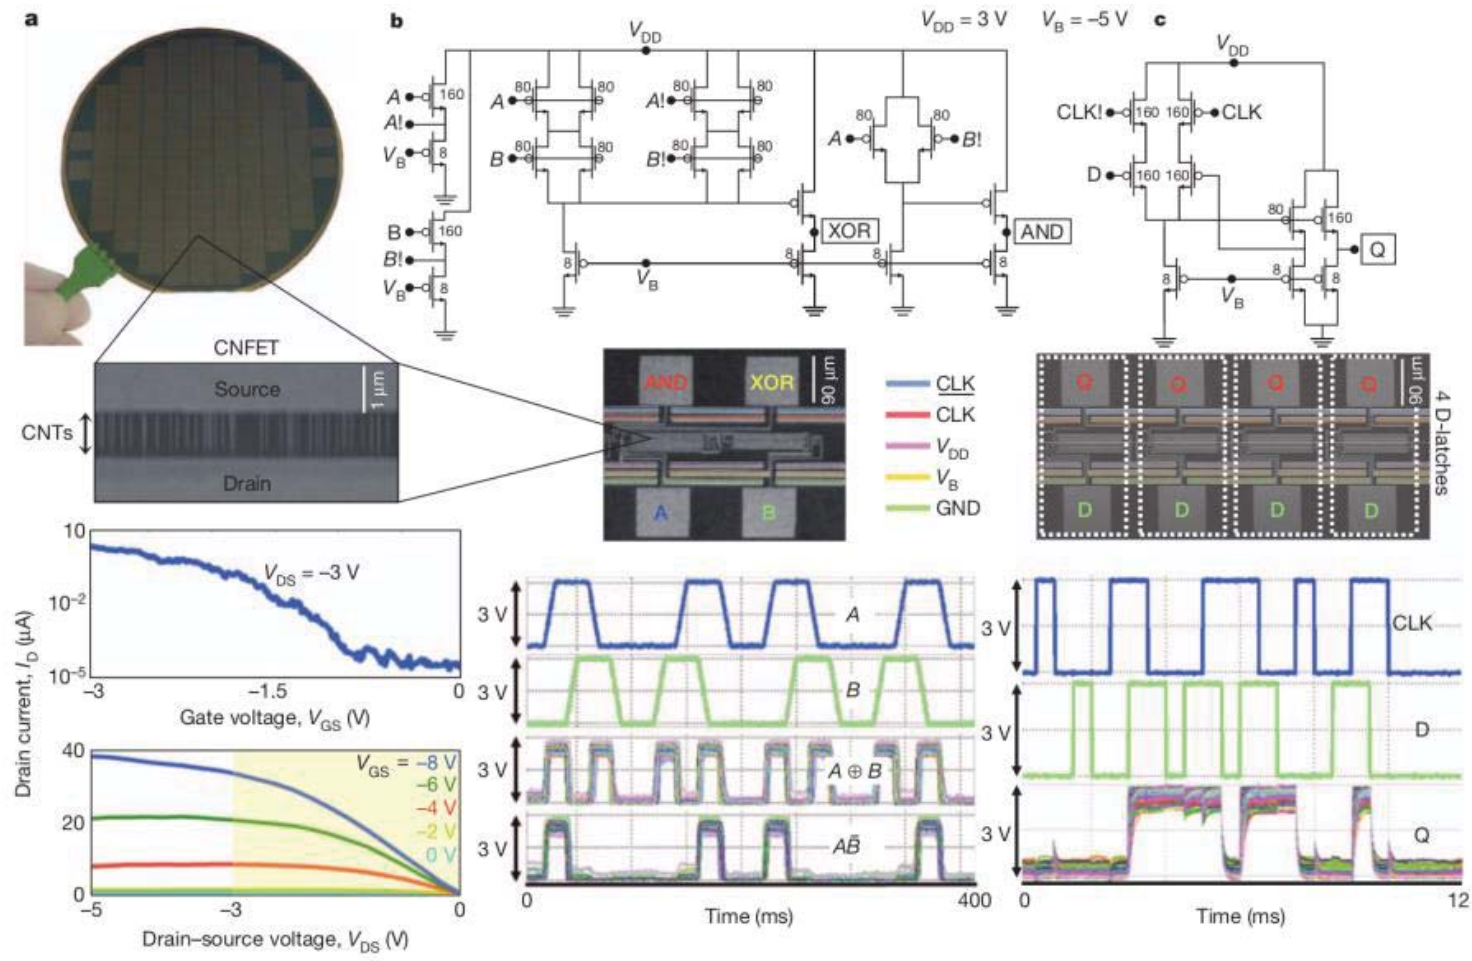 a
b
V_DD = 3 V
V_B = −5 V
c
V_DD
A
160
A!
V_B
8
B
160
B!
V_B
8
A
80
80
B
80
80
A!
80
80
B!
80
80
A
80
80
B!
8
V_B
8
XOR
8
8
AND
V_DD
CLK!
160
160
CLK
D
160
160
80
160
8
V_B
8
8
Q
CNFET
Source
1 μm
CNTs
Drain
AND
XOR
90 μm
A
B
CLK
CLK
V_DD
V_B
GND
Q
Q
Q
Q
90 μm
D
D
D
D
4 D-latches
Drain current, I_D (μA)
10
10⁻²
10⁻⁵
V_DS = −3 V
−3
−1.5
0
Gate voltage, V_GS (V)
40
20
0
V_GS = −8 V
−6 V
−4 V
−2 V
0 V
−5
−3
0
Drain–source voltage, V_DS (V)
3 V
A
3 V
B
3 V
A ⊕ B
3 V
AB̄
0
400
Time (ms)
3 V
CLK
3 V
D
3 V
Q
0
12
Time (ms)